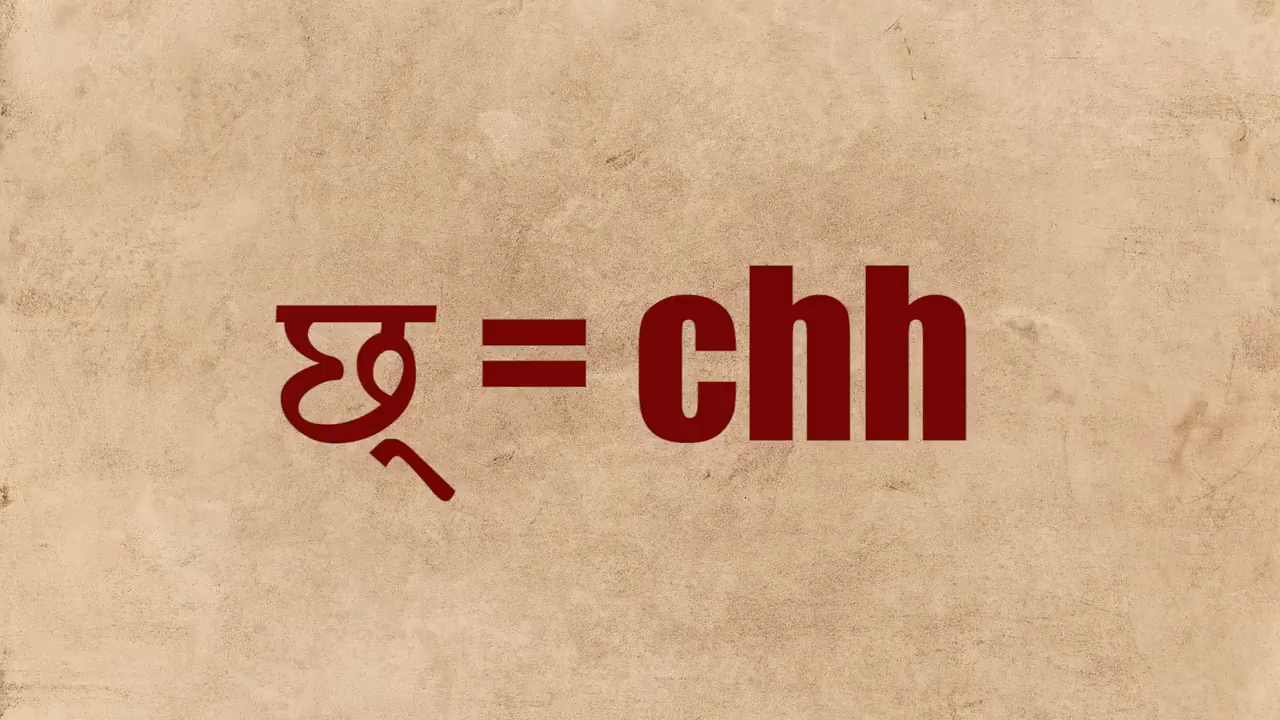 छ् = chh